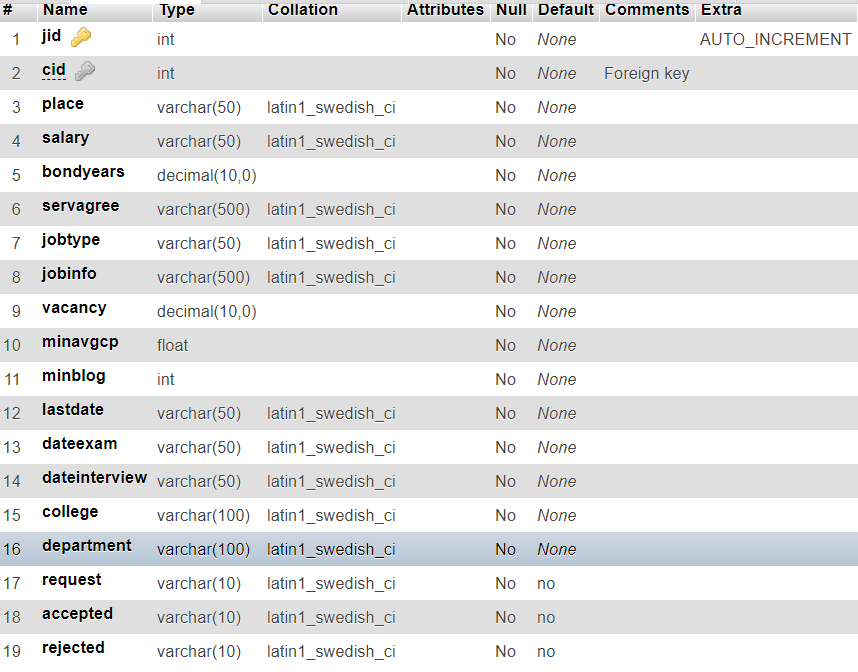 # Name Type Collation Attributes Null Default Comments Extra
1 jid int No None AUTO_INCREMENT
2 cid int No None Foreign key
3 place varchar(50) latin1_swedish_ci No None
4 salary varchar(50) latin1_swedish_ci No None
5 bondyears decimal(10,0) No None
6 servagree varchar(500) latin1_swedish_ci No None
7 jobtype varchar(50) latin1_swedish_ci No None
8 jobinfo varchar(500) latin1_swedish_ci No None
9 vacancy decimal(10,0) No None
10 minavgcp float No None
11 minblog int No None
12 lastdate varchar(50) latin1_swedish_ci No None
13 dateexam varchar(50) latin1_swedish_ci No None
14 dateinterview varchar(50) latin1_swedish_ci No None
15 college varchar(100) latin1_swedish_ci No None
16 department varchar(100) latin1_swedish_ci No None
17 request varchar(10) latin1_swedish_ci No no
18 accepted varchar(10) latin1_swedish_ci No no
19 rejected varchar(10) latin1_swedish_ci No no